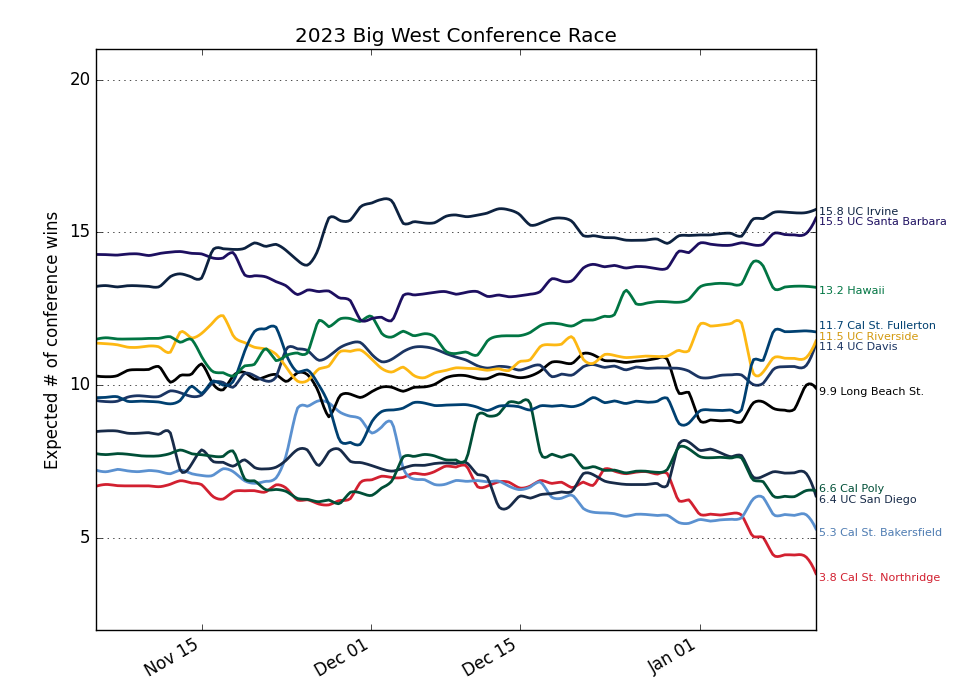 2023 Big West Conference Race
Expected # of conference wins
20
15
10
5
Nov 15
Dec 01
Dec 15
Jan 01
15.8 UC Irvine
15.5 UC Santa Barbara
13.2 Hawaii
11.7 Cal St. Fullerton
11.5 UC Riverside
11.4 UC Davis
9.9 Long Beach St.
6.6 Cal Poly
6.4 UC San Diego
5.3 Cal St. Bakersfield
3.8 Cal St. Northridge